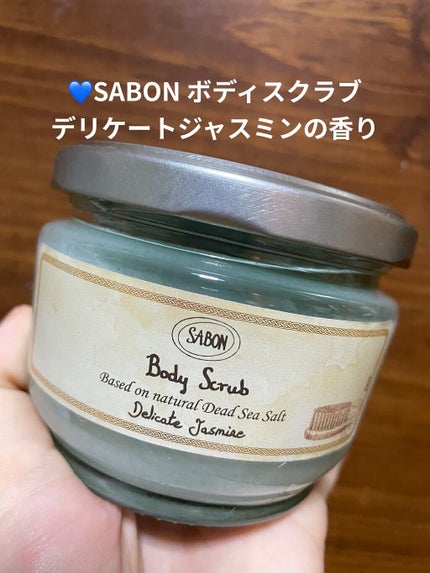 💙SABON ボディスクラブ
デリケートジャスミンの香り
SABON
Body Scrub
Based on natural Dead Sea Salt
Delicate Jasmine